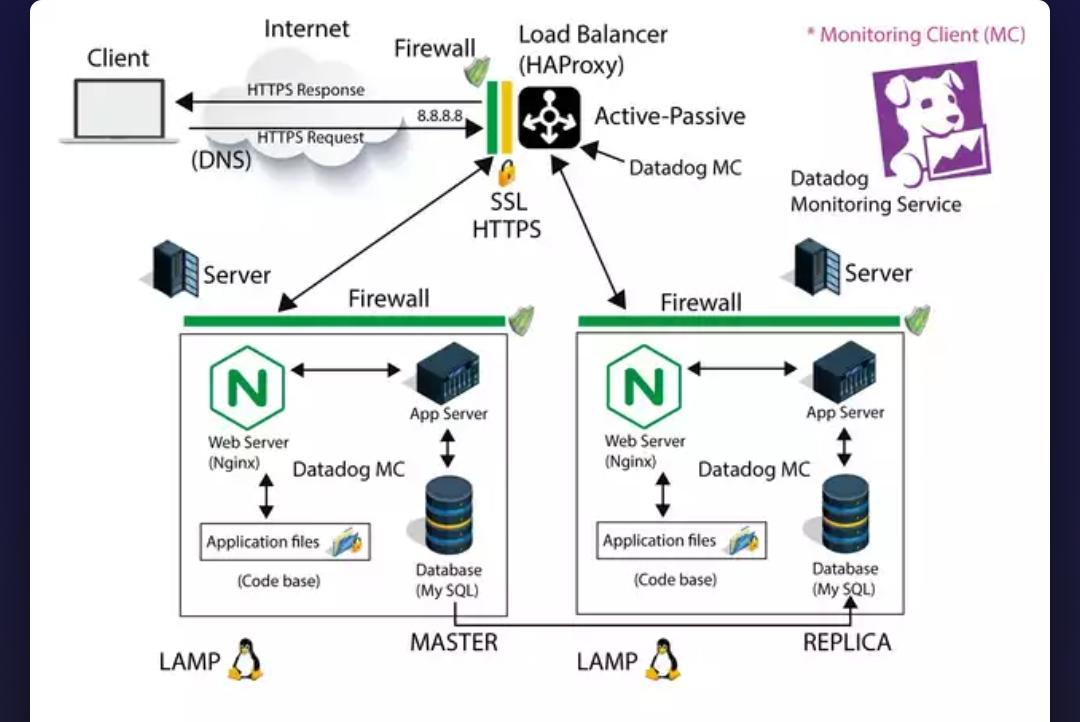 Internet
Client
Firewall
Load Balancer
(HAProxy)
* Monitoring Client (MC)
HTTPS Response
8.8.8.8
HTTPS Request
(DNS)
Active-Passive
Datadog MC
SSL
HTTPS
Datadog
Monitoring Service
Server
Firewall
Server
Firewall
N
App Server
Web Server
(Nginx)
Datadog MC
Application files
(Code base)
Database
(My SQL)
MASTER
LAMP
N
App Server
Web Server
(Nginx)
Datadog MC
Application files
(Code base)
Database
(My SQL)
REPLICA
LAMP